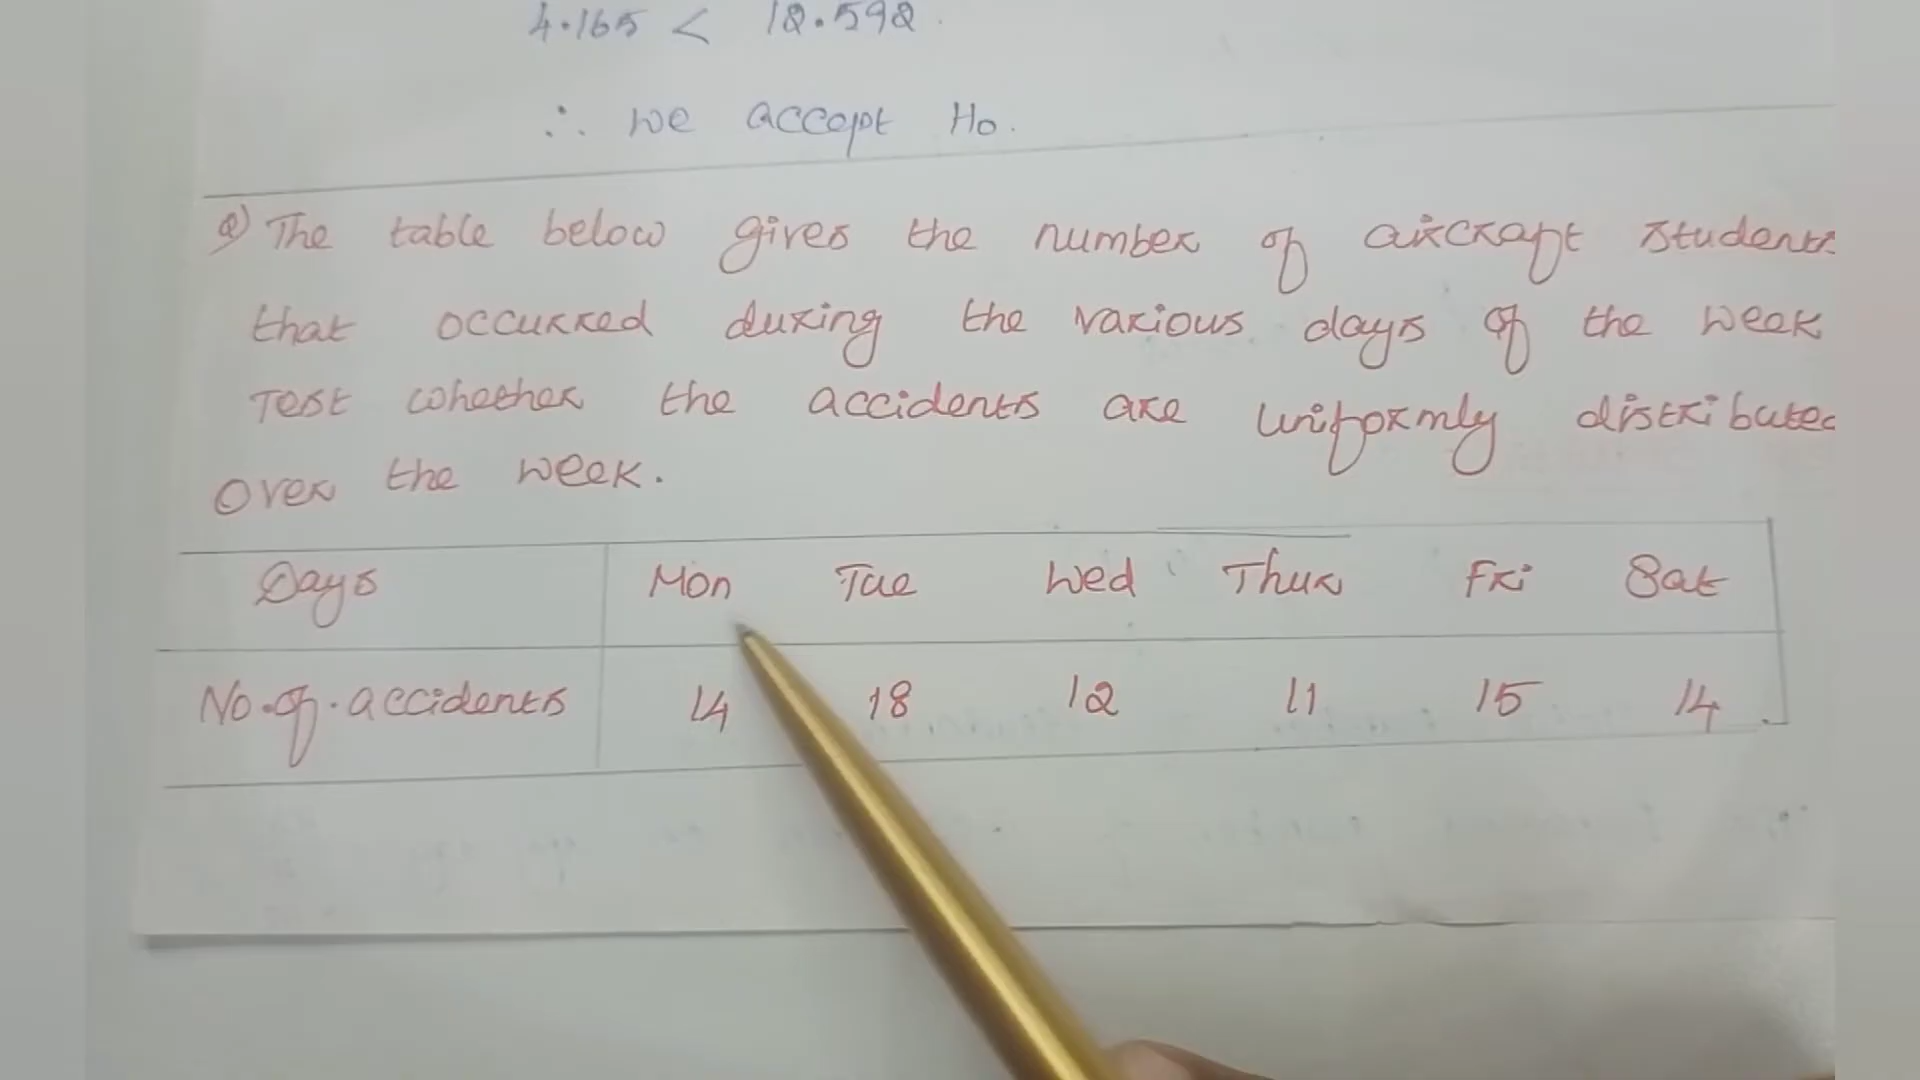 4.165 < 12.592.
∴ we accept Ho.
2) The table below gives the number of aircraft students
that occurred during the various days of the week
Test whether the accidents are uniformly distributed
over the week.
Days Mon Tue Wed Thur Fri Sat
No.of.accidents 14 18 12 11 15 14